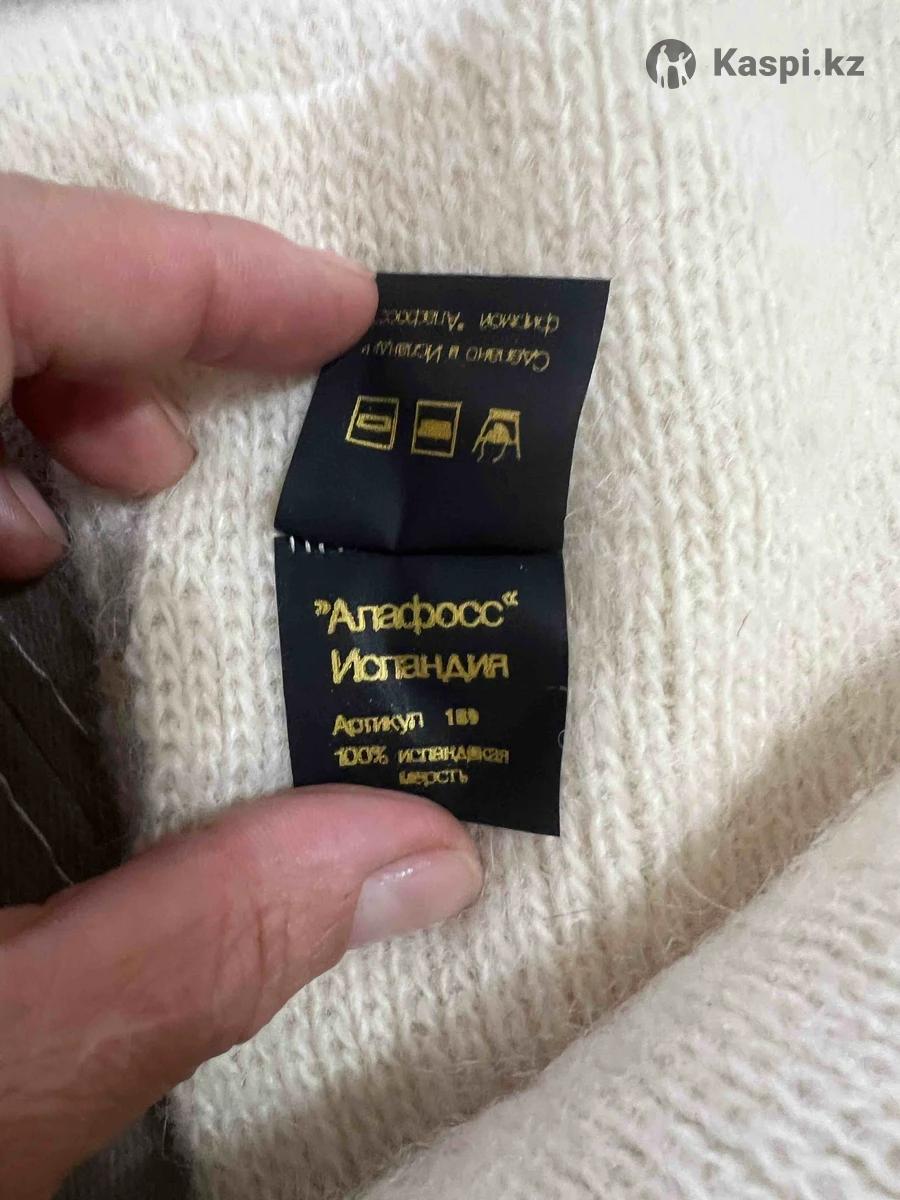 Kaspi.kz
Сделано в Исландии
фирмой "Алафосс
"Алафосс"
Исландия
Артикул
100% исландская
шерсть